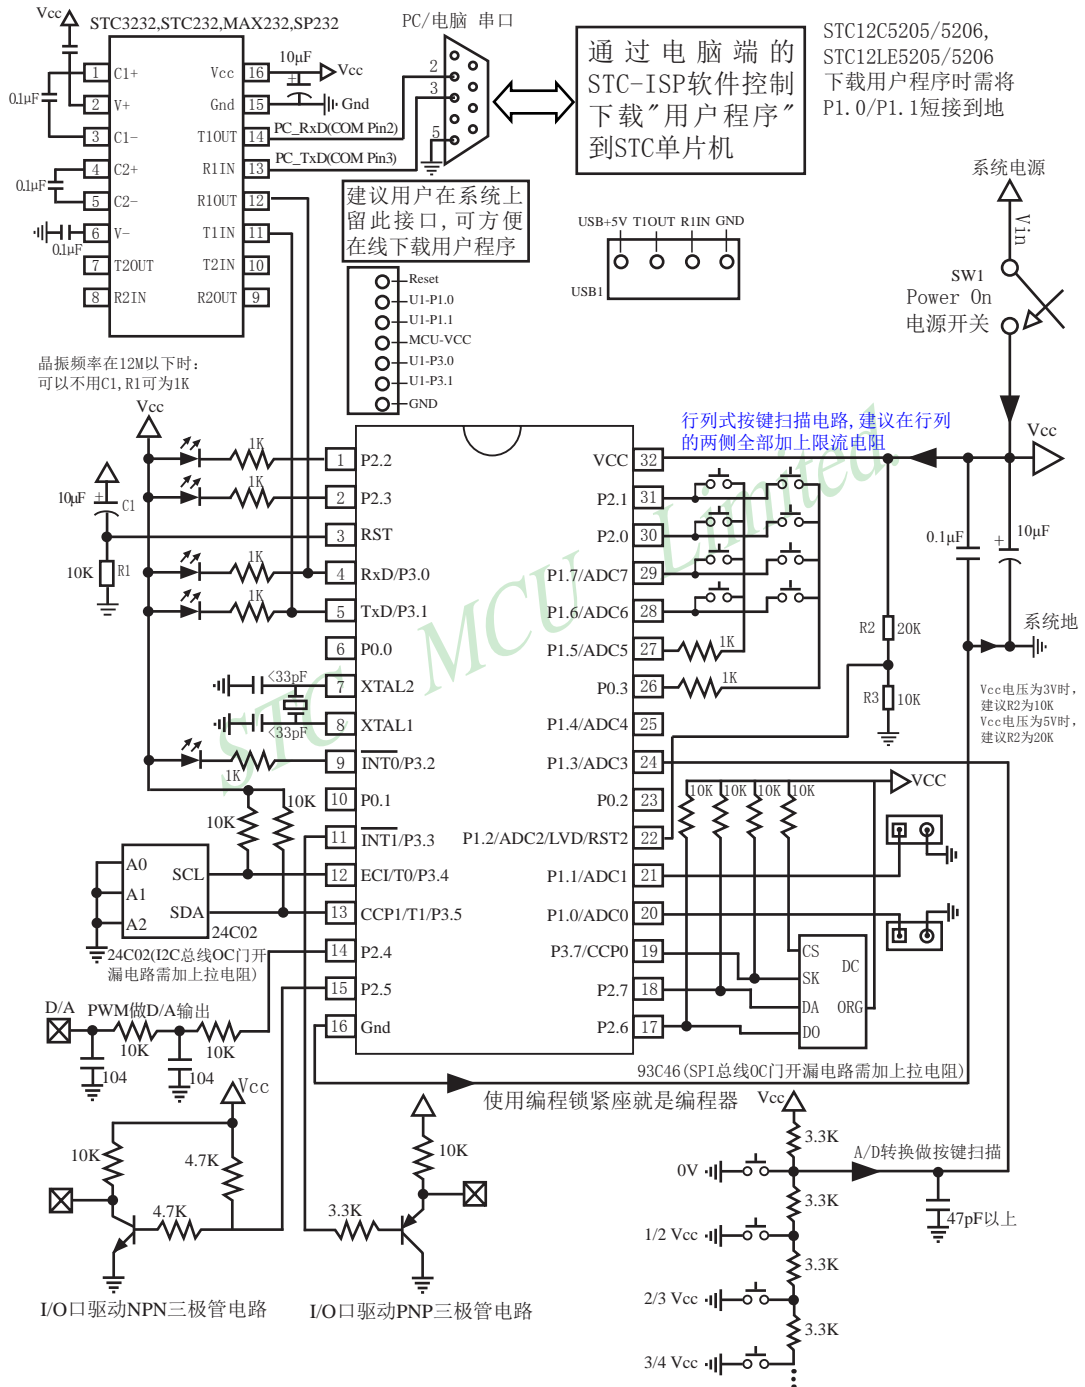 STC3232,STC232,MAX232,SP232
PC/电脑 串口
Vcc
10μF
Vcc
Gnd
0.1μF
0.1μF
0.1μF
1 C1+
2 V+
3 C1-
4 C2+
5 C2-
6 V-
7 T2OUT
8 R2IN
Vcc 16
Gnd 15
T1OUT 14
R1IN 13
R1OUT 12
T1IN 11
T2IN 10
R2OUT 9
PC_RxD(COM Pin2)
PC_TxD(COM Pin3)
2
3
5
通过电脑端的
STC-ISP软件控制
下载"用户程序"
到STC单片机
STC12C5205/5206,
STC12LE5205/5206
下载用户程序时需将
P1.0/P1.1短接到地
建议用户在系统上
留此接口,可方便
在线下载用户程序
Reset
U1-P1.0
U1-P1.1
MCU-VCC
U1-P3.0
U1-P3.1
GND
USB+5V T1OUT R1IN GND
USB1
系统电源
Vin
SW1
Power On
电源开关
Vcc
晶振频率在12M以下时:
可以不用C1,R1可为1K
Vcc
行列式按键扫描电路,建议在行列
的两侧全部加上限流电阻
STC MCU Limited.
1K
1K
1K
1K
1K
10μF
+
C1
10K
R1
<33pF
<33pF
1 P2.2
2 P2.3
3 RST
4 RxD/P3.0
5 TxD/P3.1
6 P0.0
7 XTAL2
8 XTAL1
9 INT0/P3.2
10 P0.1
11 INT1/P3.3
12 ECI/T0/P3.4
13 CCP1/T1/P3.5
14 P2.4
15 P2.5
16 Gnd
VCC 32
P2.1 31
P2.0 30
P1.7/ADC7 29
P1.6/ADC6 28
P1.5/ADC5 27
P0.3 26
P1.4/ADC4 25
P1.3/ADC3 24
P0.2 23
P1.2/ADC2/LVD/RST2 22
P1.1/ADC1 21
P1.0/ADC0 20
P3.7/CCP0 19
P2.7 18
P2.6 17
1K
1K
0.1μF
+
10μF
R2
20K
R3
10K
系统地
Vcc电压为3V时,
建议R2为10K
Vcc电压为5V时,
建议R2为20K
10K
10K
10K
10K
VCC
CS
SK
DA
DO
DC
ORG
93C46(SPI总线OC门开漏电路需加上拉电阻)
10K
10K
A0
A1
A2
SCL
SDA
24C02
24C02(I2C总线OC门开
漏电路需加上拉电阻)
D/A
PWM做D/A输出
10K
10K
104
104
使用编程锁紧座就是编程器
Vcc
10K
4.7K
4.7K
I/O口驱动NPN三极管电路
10K
3.3K
I/O口驱动PNP三极管电路
Vcc
3.3K
A/D转换做按键扫描
0V
3.3K
47pF以上
1/2 Vcc
3.3K
2/3 Vcc
3.3K
3/4 Vcc